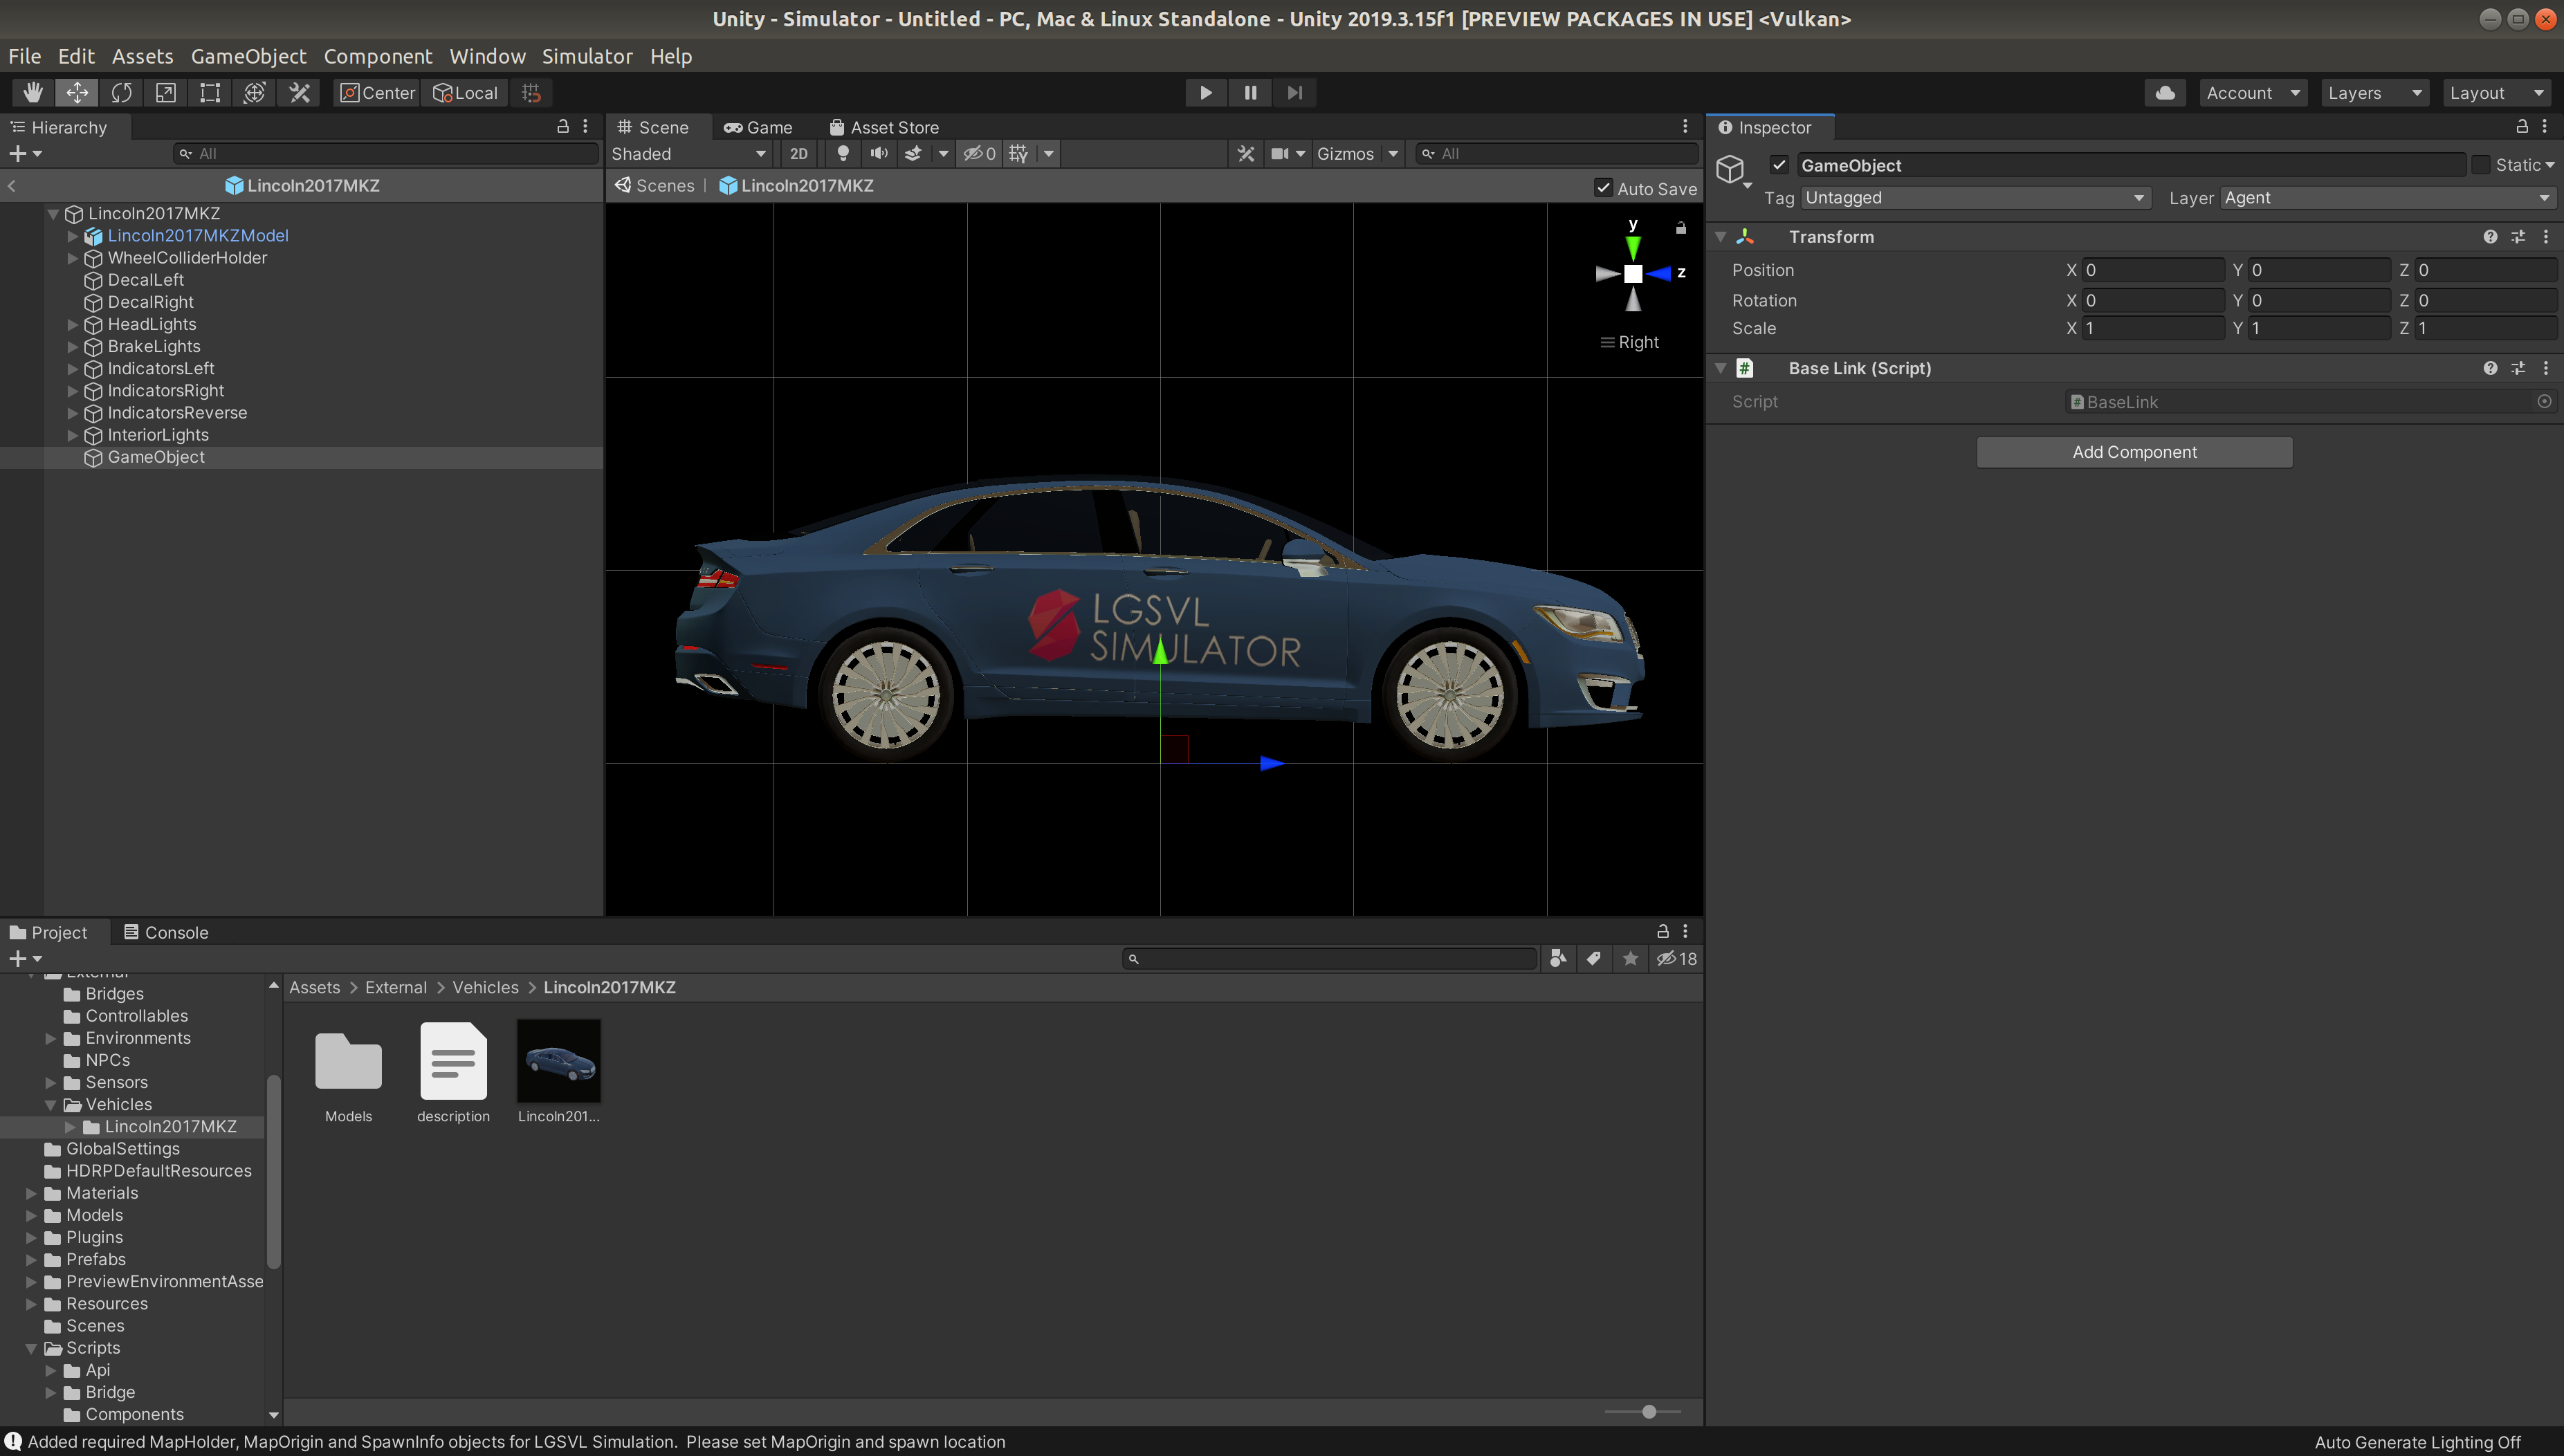 Unity - Simulator - Untitled - PC, Mac & Linux Standalone - Unity 2019.3.15f1 [PREVIEW PACKAGES IN USE] <Vulkan>
File Edit Assets GameObject Component Window Simulator Help
Center Local Account Layers Layout
Hierarchy
All
Lincoln2017MKZ
Lincoln2017MKZ
Lincoln2017MKZModel
WheelColliderHolder
DecalLeft
DecalRight
HeadLights
BrakeLights
IndicatorsLeft
IndicatorsRight
IndicatorsReverse
InteriorLights
GameObject
Scene Game Asset Store
Shaded 2D 0 Gizmos All
Scenes | Lincoln2017MKZ Auto Save
y
z
Right
LGSVL
SIMULATOR
Inspector
GameObject Static
Tag Untagged Layer Agent
Transform
Position X 0 Y 0 Z 0
Rotation X 0 Y 0 Z 0
Scale X 1 Y 1 Z 1
Base Link (Script)
Script BaseLink
Add Component
Project Console
18
External
Bridges
Controllables
Environments
NPCs
Sensors
Vehicles
Lincoln2017MKZ
GlobalSettings
HDRPDefaultResources
Materials
Models
Plugins
Prefabs
PreviewEnvironmentAsse
Resources
Scenes
Scripts
Api
Bridge
Components
Assets > External > Vehicles > Lincoln2017MKZ
Models description Lincoln201...
Added required MapHolder, MapOrigin and SpawnInfo objects for LGSVL Simulation. Please set MapOrigin and spawn location
Auto Generate Lighting Off